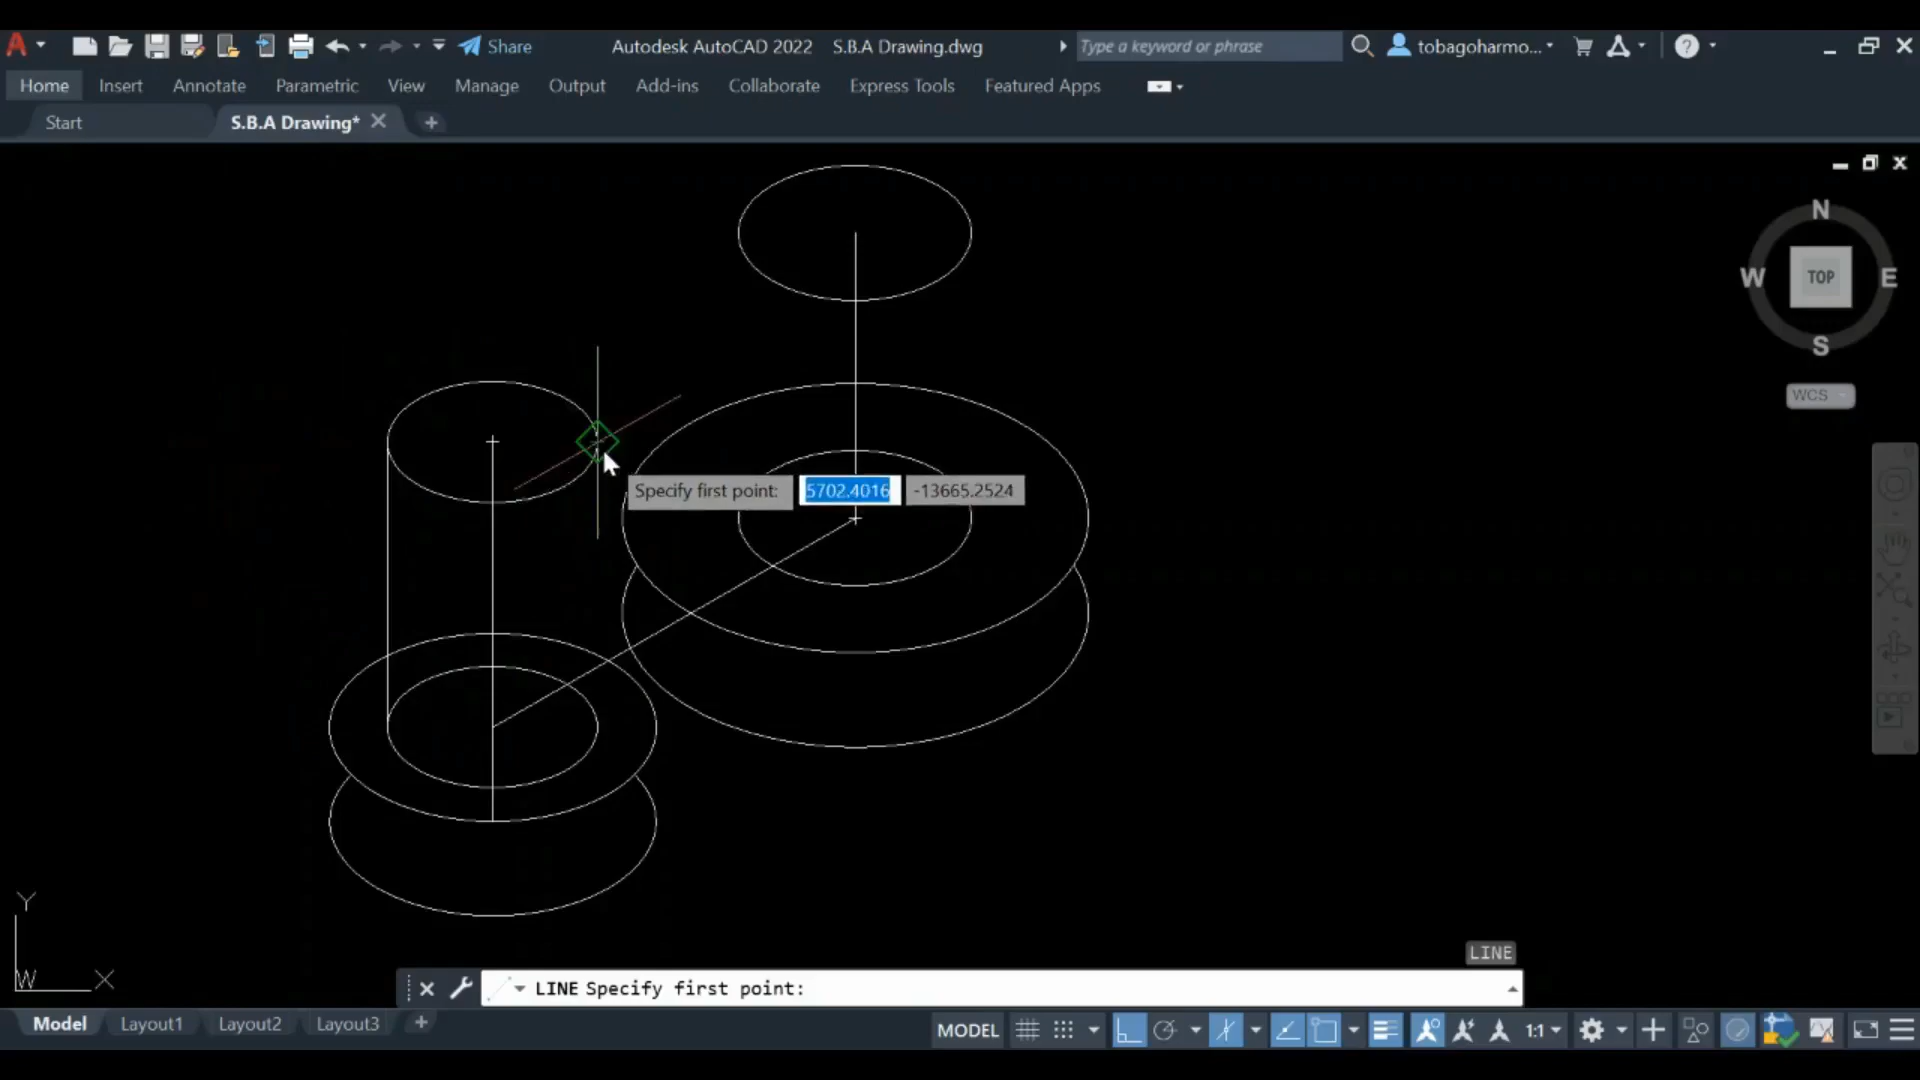 Share
Autodesk AutoCAD 2022 S.B.A Drawing.dwg
Type a keyword or phrase
tobagoharmo...
Home Insert Annotate Parametric View Manage Output Add-ins Collaborate Express Tools Featured Apps
Start S.B.A Drawing*
N
W TOP E
S
WCS
Specify first point: 5702.4016 -13665.2524
Y
W X
LINE
LINE Specify first point:
Model Layout1 Layout2 Layout3
MODEL 1:1